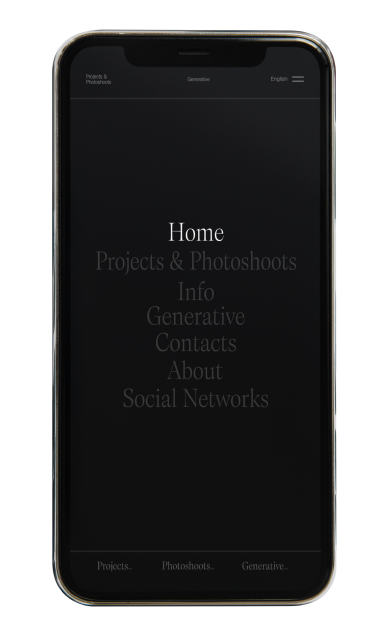 Projects &
Photoshoots
Generative
English
Home
Projects & Photoshoots
Info
Generative
Contacts
About
Social Networks
Projects..
Photoshoots..
Generative..